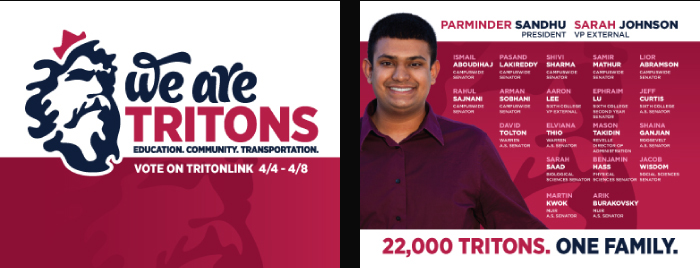 we are
TRITONS
EDUCATION. COMMUNITY. TRANSPORTATION.
VOTE ON TRITONLINK 4/4 - 4/8
PARMINDER SANDHU SARAH JOHNSON
PRESIDENT VP EXTERNAL
ISMAIL PASAND SHIVI SAMIR LIOR
ABOUDIHAJ LAKIREDDY SHARMA MATHUR ABRAMSON
CAMPUSWIDE CAMPUSWIDE CAMPUSWIDE CAMPUSWIDE CAMPUSWIDE
SENATOR SENATOR SENATOR SENATOR SENATOR
RAHUL ARMAN AARON EPHRAIM JEFF
SAJNANI SOBHANI LEE LU CURTIS
CAMPUSWIDE CAMPUSWIDE SIXTH COLLEGE SIXTH COLLEGE SIXTH COLLEGE
SENATOR SENATOR VP EXTERNAL SECOND YEAR A.S. SENATOR
SENATOR
DAVID ELVIANA MASON SHAINA
TOLTON THIO TAKIDIN GANJIAN
WARREN WARREN REVELLE ROOSEVELT
A.S. SENATOR A.S. SENATOR DIRECTOR OF A.S. SENATOR
ADMINISTRATION
SARAH BENJAMIN JACOB
SAAD HASS WISDOM
BIOLOGICAL PHYSICAL SOCIAL SCIENCES
SCIENCES SENATOR SCIENCES SENATOR SENATOR
MARTIN ARIK
KWOK BURAKOVSKY
MUIR MUIR
A.S. SENATOR A.S. SENATOR
22,000 TRITONS. ONE FAMILY.